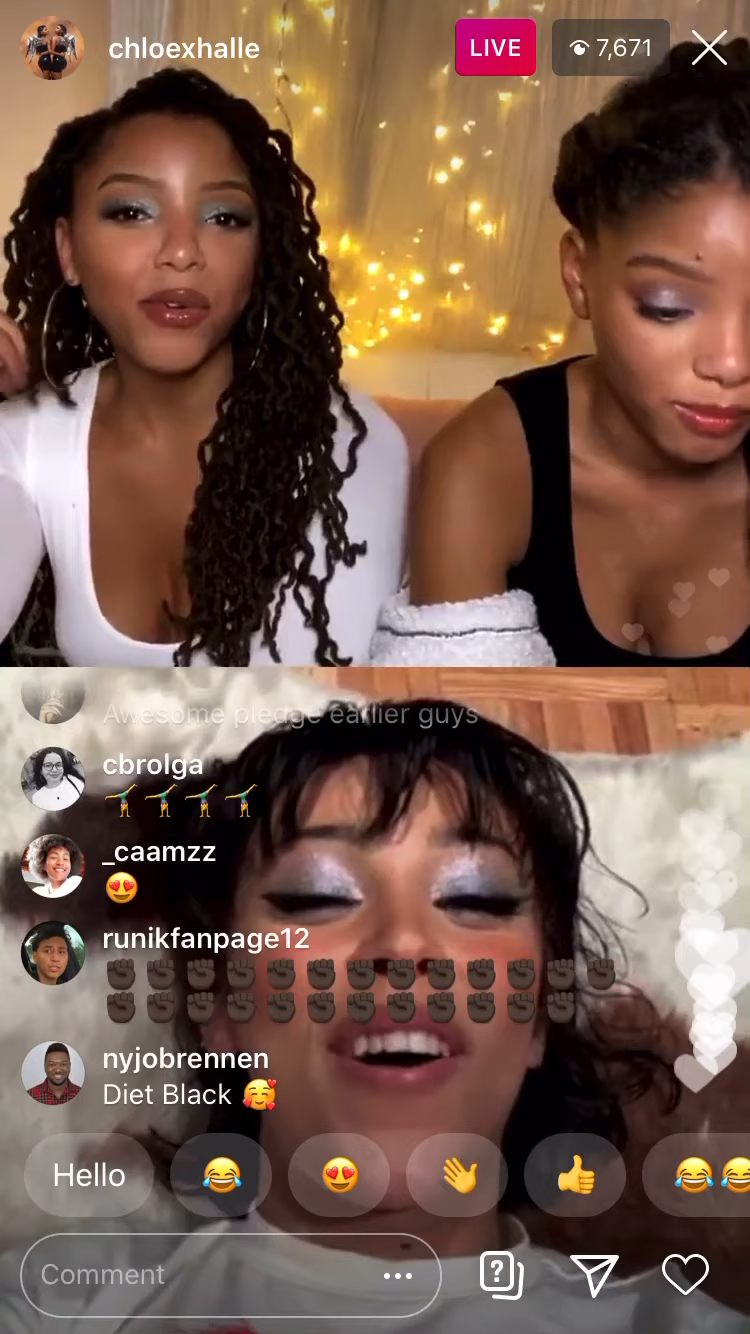 chloexhalle
LIVE
7,671
Awesome pledge earlier guys
cbrolga
🤸‍♂️🤸‍♂️🤸‍♂️🤸‍♂️
_caamzz
😍
runikfanpage12
✊🏿✊🏿✊🏿✊🏿✊🏿✊🏿✊🏿✊🏿✊🏿✊🏿✊🏿✊🏿✊🏿
✊🏿✊🏿✊🏿✊🏿✊🏿✊🏿✊🏿✊🏿✊🏿✊🏿✊🏿✊🏿
nyjobrennen
Diet Black 🥰
Hello 😂 😍 👋 👍 😂😂
Comment